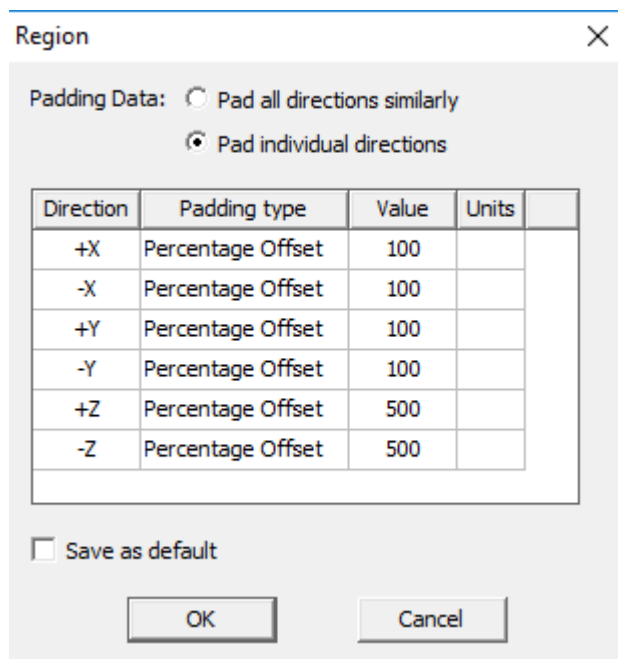 Region
Padding Data: Pad all directions similarly
Pad individual directions
Direction Padding type Value Units
+X Percentage Offset 100
-X Percentage Offset 100
+Y Percentage Offset 100
-Y Percentage Offset 100
+Z Percentage Offset 500
-Z Percentage Offset 500
Save as default
OK Cancel